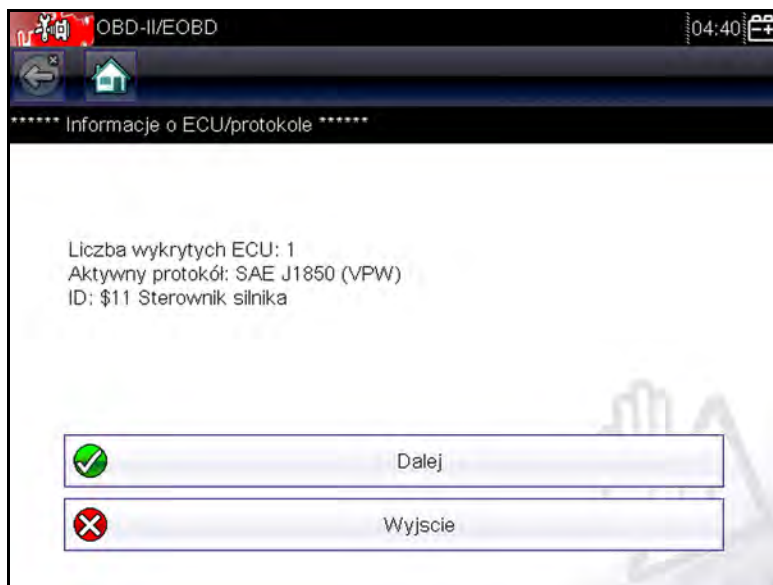 OBD-II/EOBD 04:40
****** Informacje o ECU/protokole ******
Liczba wykrytych ECU: 1
Aktywny protokół: SAE J1850 (VPW)
ID: $11 Sterownik silnika
Dalej
Wyjscie